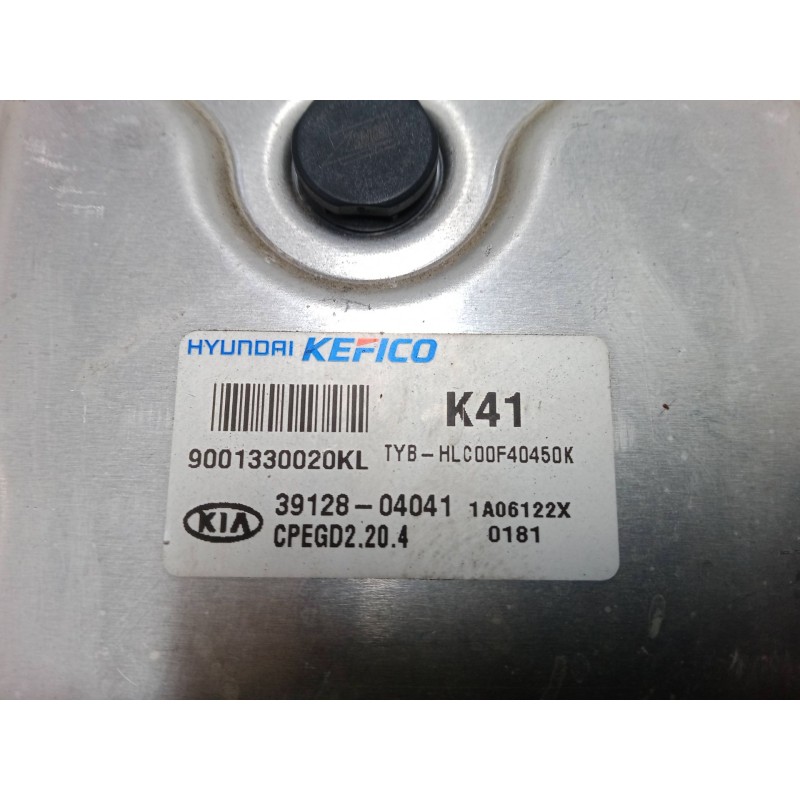 HYUNDAI KEFICO
K41
9001330020KL TYB-HLC00F40450K
KIA 39128-04041 1A06122X
CPEGD2.20.4 0181